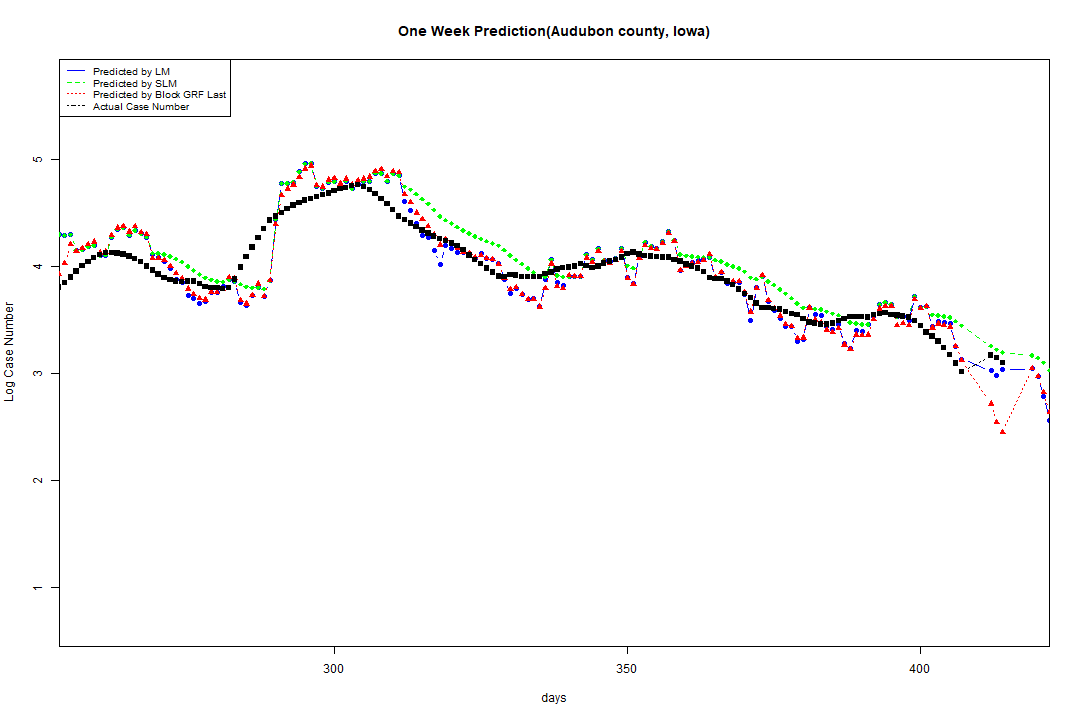 One Week Prediction(Audubon county, Iowa)
Predicted by LM
Predicted by SLM
Predicted by Block GRF Last
Actual Case Number
5
4
3
2
1
Log Case Number
300
350
400
days